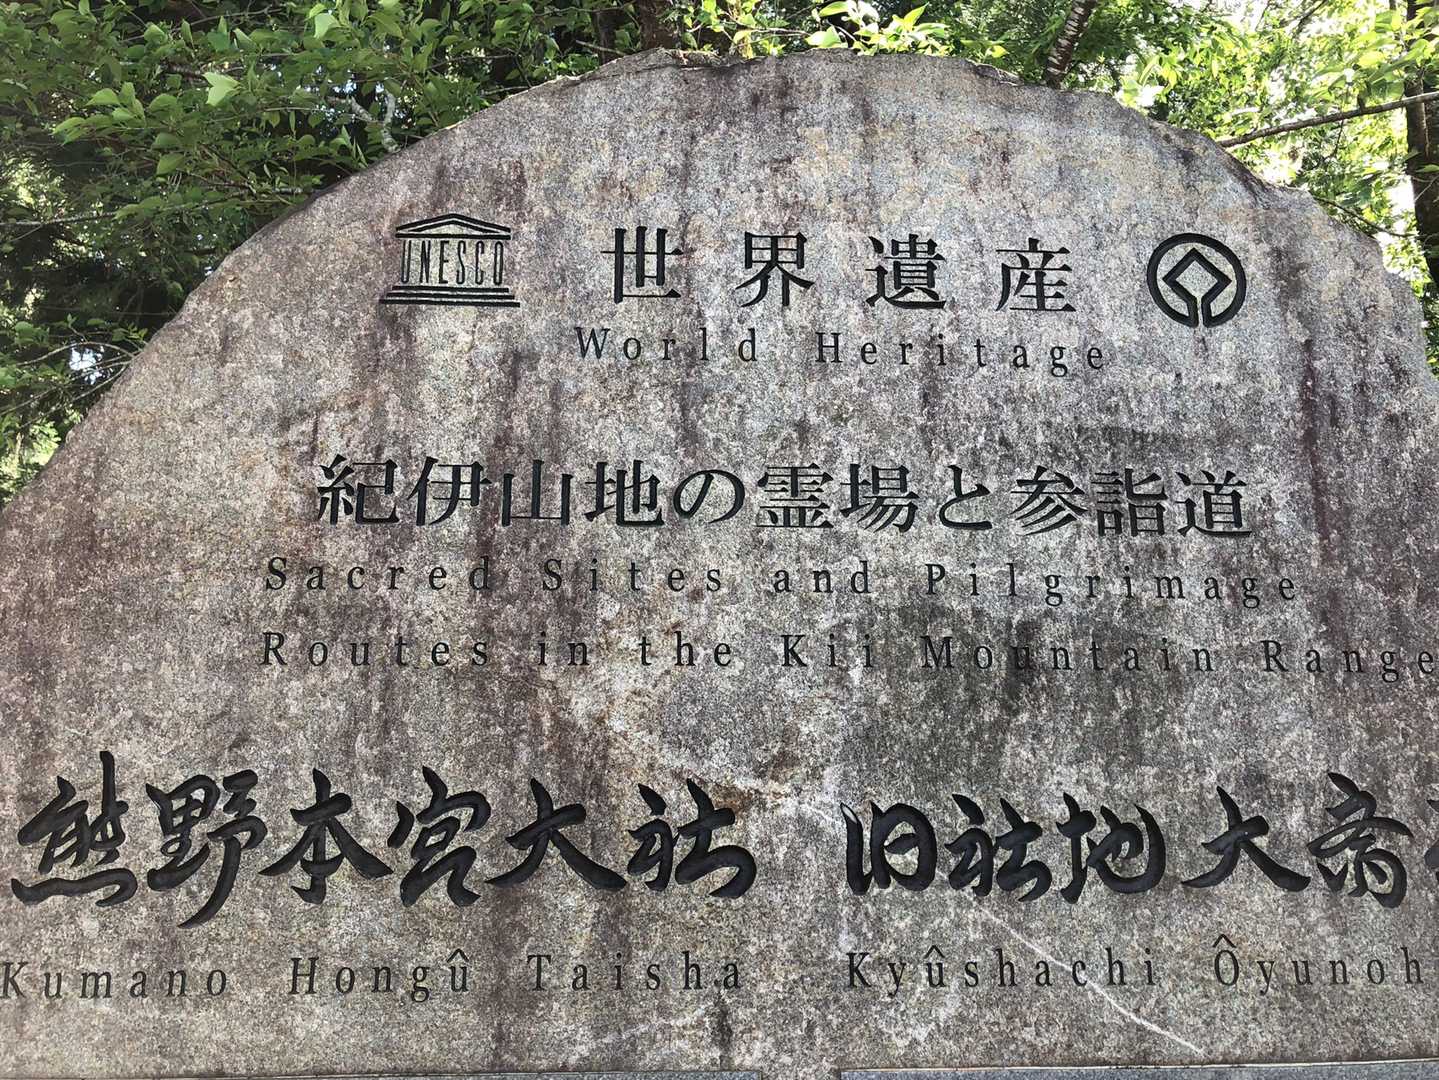 UNESCO 世界遺産
World Heritage
紀伊山地の霊場と参詣道
Sacred Sites and Pilgrimage
Routes in the Kii Mountain Range
熊野本宮大社 旧社地大斎
Kumano Hongû Taisha Kyûshachi Ôyunoh